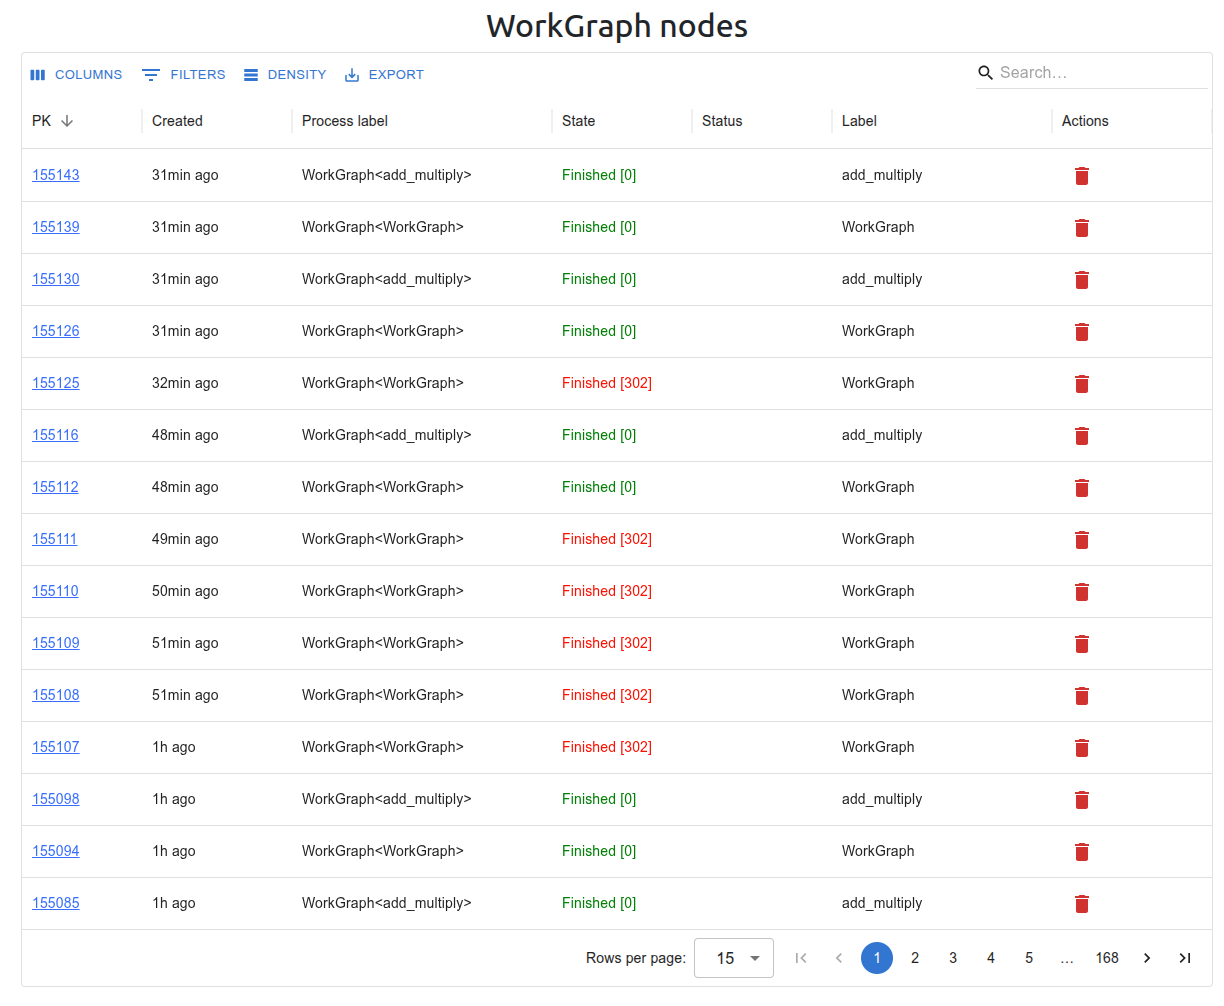 WorkGraph nodes
COLUMNS FILTERS DENSITY EXPORT Search…
PK Created Process label State Status Label Actions
155143 31min ago WorkGraph<add_multiply> Finished [0] add_multiply
155139 31min ago WorkGraph<WorkGraph> Finished [0] WorkGraph
155130 31min ago WorkGraph<add_multiply> Finished [0] add_multiply
155126 31min ago WorkGraph<WorkGraph> Finished [0] WorkGraph
155125 32min ago WorkGraph<WorkGraph> Finished [302] WorkGraph
155116 48min ago WorkGraph<add_multiply> Finished [0] add_multiply
155112 48min ago WorkGraph<WorkGraph> Finished [0] WorkGraph
155111 49min ago WorkGraph<WorkGraph> Finished [302] WorkGraph
155110 50min ago WorkGraph<WorkGraph> Finished [302] WorkGraph
155109 51min ago WorkGraph<WorkGraph> Finished [302] WorkGraph
155108 51min ago WorkGraph<WorkGraph> Finished [302] WorkGraph
155107 1h ago WorkGraph<WorkGraph> Finished [302] WorkGraph
155098 1h ago WorkGraph<add_multiply> Finished [0] add_multiply
155094 1h ago WorkGraph<WorkGraph> Finished [0] WorkGraph
155085 1h ago WorkGraph<add_multiply> Finished [0] add_multiply
Rows per page: 15 1 2 3 4 5 … 168